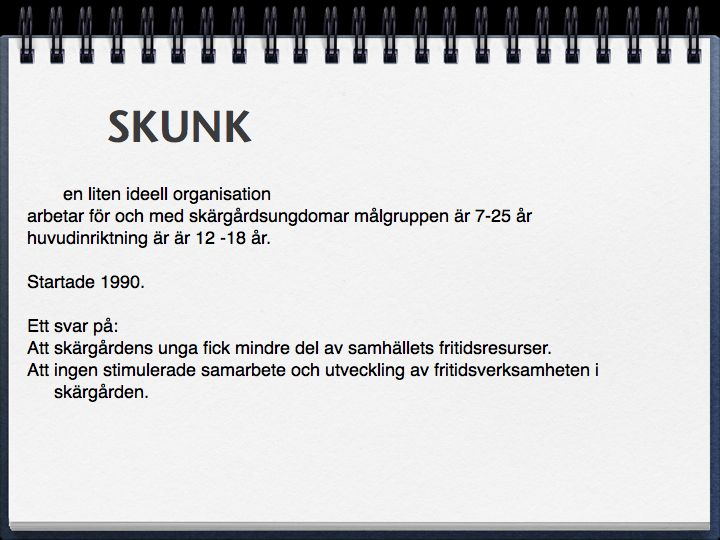 SKUNK
en liten ideell organisation
arbetar för och med skärgårdsungdomar målgruppen är 7-25 år
huvudinriktning är är 12 -18 år.
Startade 1990.
Ett svar på:
Att skärgårdens unga fick mindre del av samhällets fritidsresurser.
Att ingen stimulerade samarbete och utveckling av fritidsverksamheten i
skärgården.